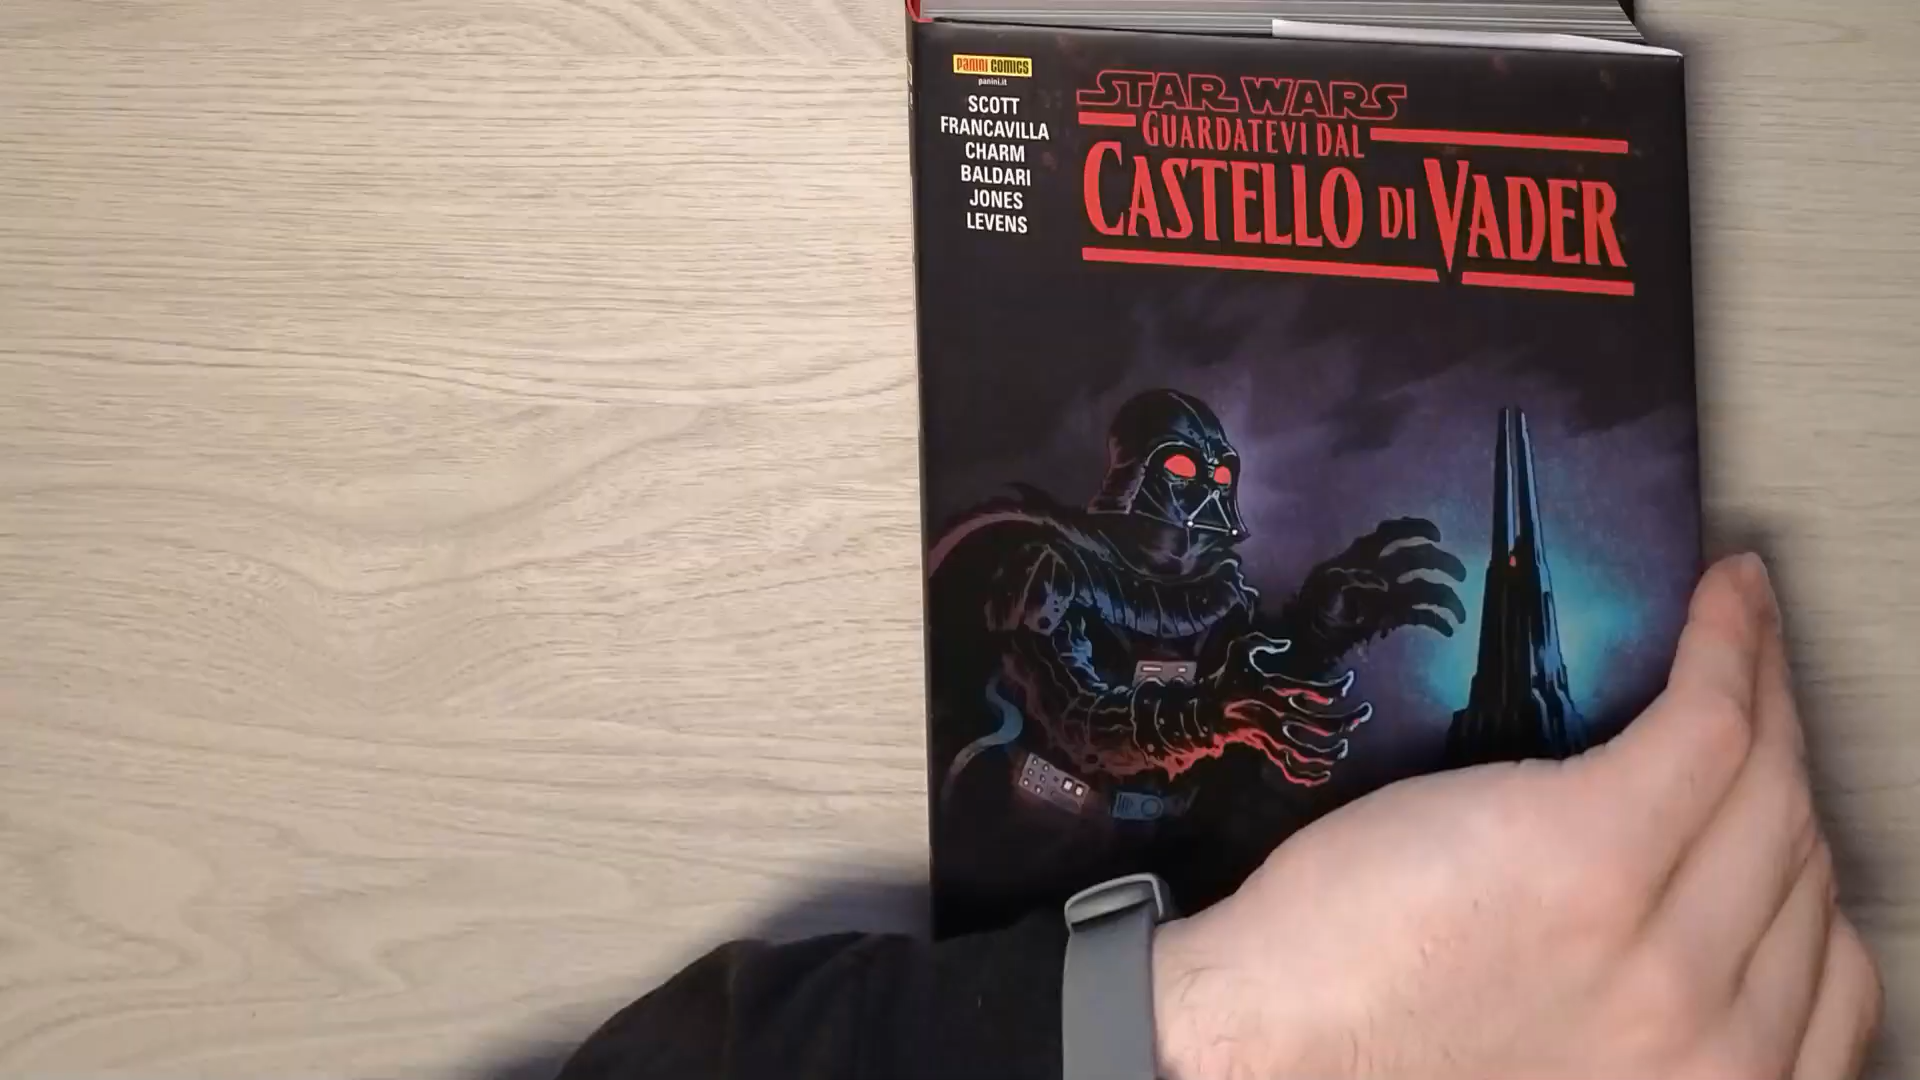 PANINI COMICS
panini.it
SCOTT
FRANCAVILLA
CHARM
BALDARI
JONES
LEVENS
STAR WARS
GUARDATEVI DAL
CASTELLO DI VADER